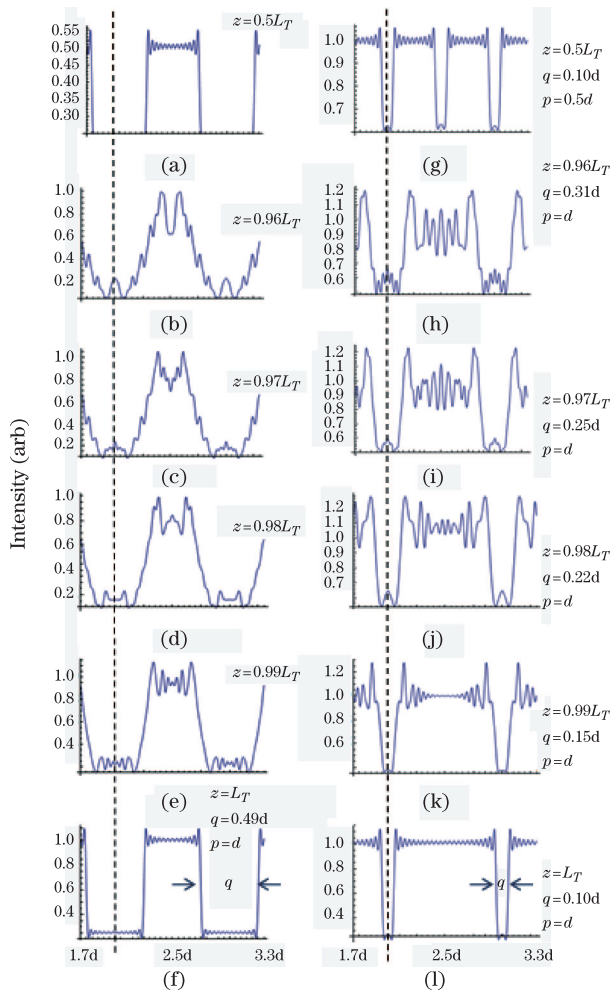 0.55
0.50
0.45
0.40
0.35
0.30
z=0.5L_T
(a)
1.0
0.9
0.8
0.7
z=0.5L_T
q=0.10d
p=0.5d
(g)
1.0
0.8
0.6
0.4
0.2
z=0.96L_T
(b)
1.2
1.1
1.0
0.9
0.8
0.7
0.6
z=0.96L_T
q=0.31d
p=d
(h)
1.0
0.8
0.6
0.4
0.2
z=0.97L_T
(c)
1.2
1.1
1.0
0.9
0.8
0.7
0.6
z=0.97L_T
q=0.25d
p=d
(i)
Intensity (arb)
1.0
0.8
0.6
0.4
0.2
z=0.98L_T
(d)
1.2
1.1
1.0
0.9
0.8
0.7
z=0.98L_T
q=0.22d
p=d
(j)
1.0
0.8
0.6
0.4
z=0.99L_T
(e)
1.2
1.0
0.8
0.6
z=0.99L_T
q=0.15d
p=d
(k)
1.0
0.8
0.6
0.4
z=L_T
q=0.49d
p=d
q
1.7d
2.5d
3.3d
(f)
1.0
0.8
0.6
0.4
q
z=L_T
q=0.10d
p=d
1.7d
2.5d
3.3d
(l)